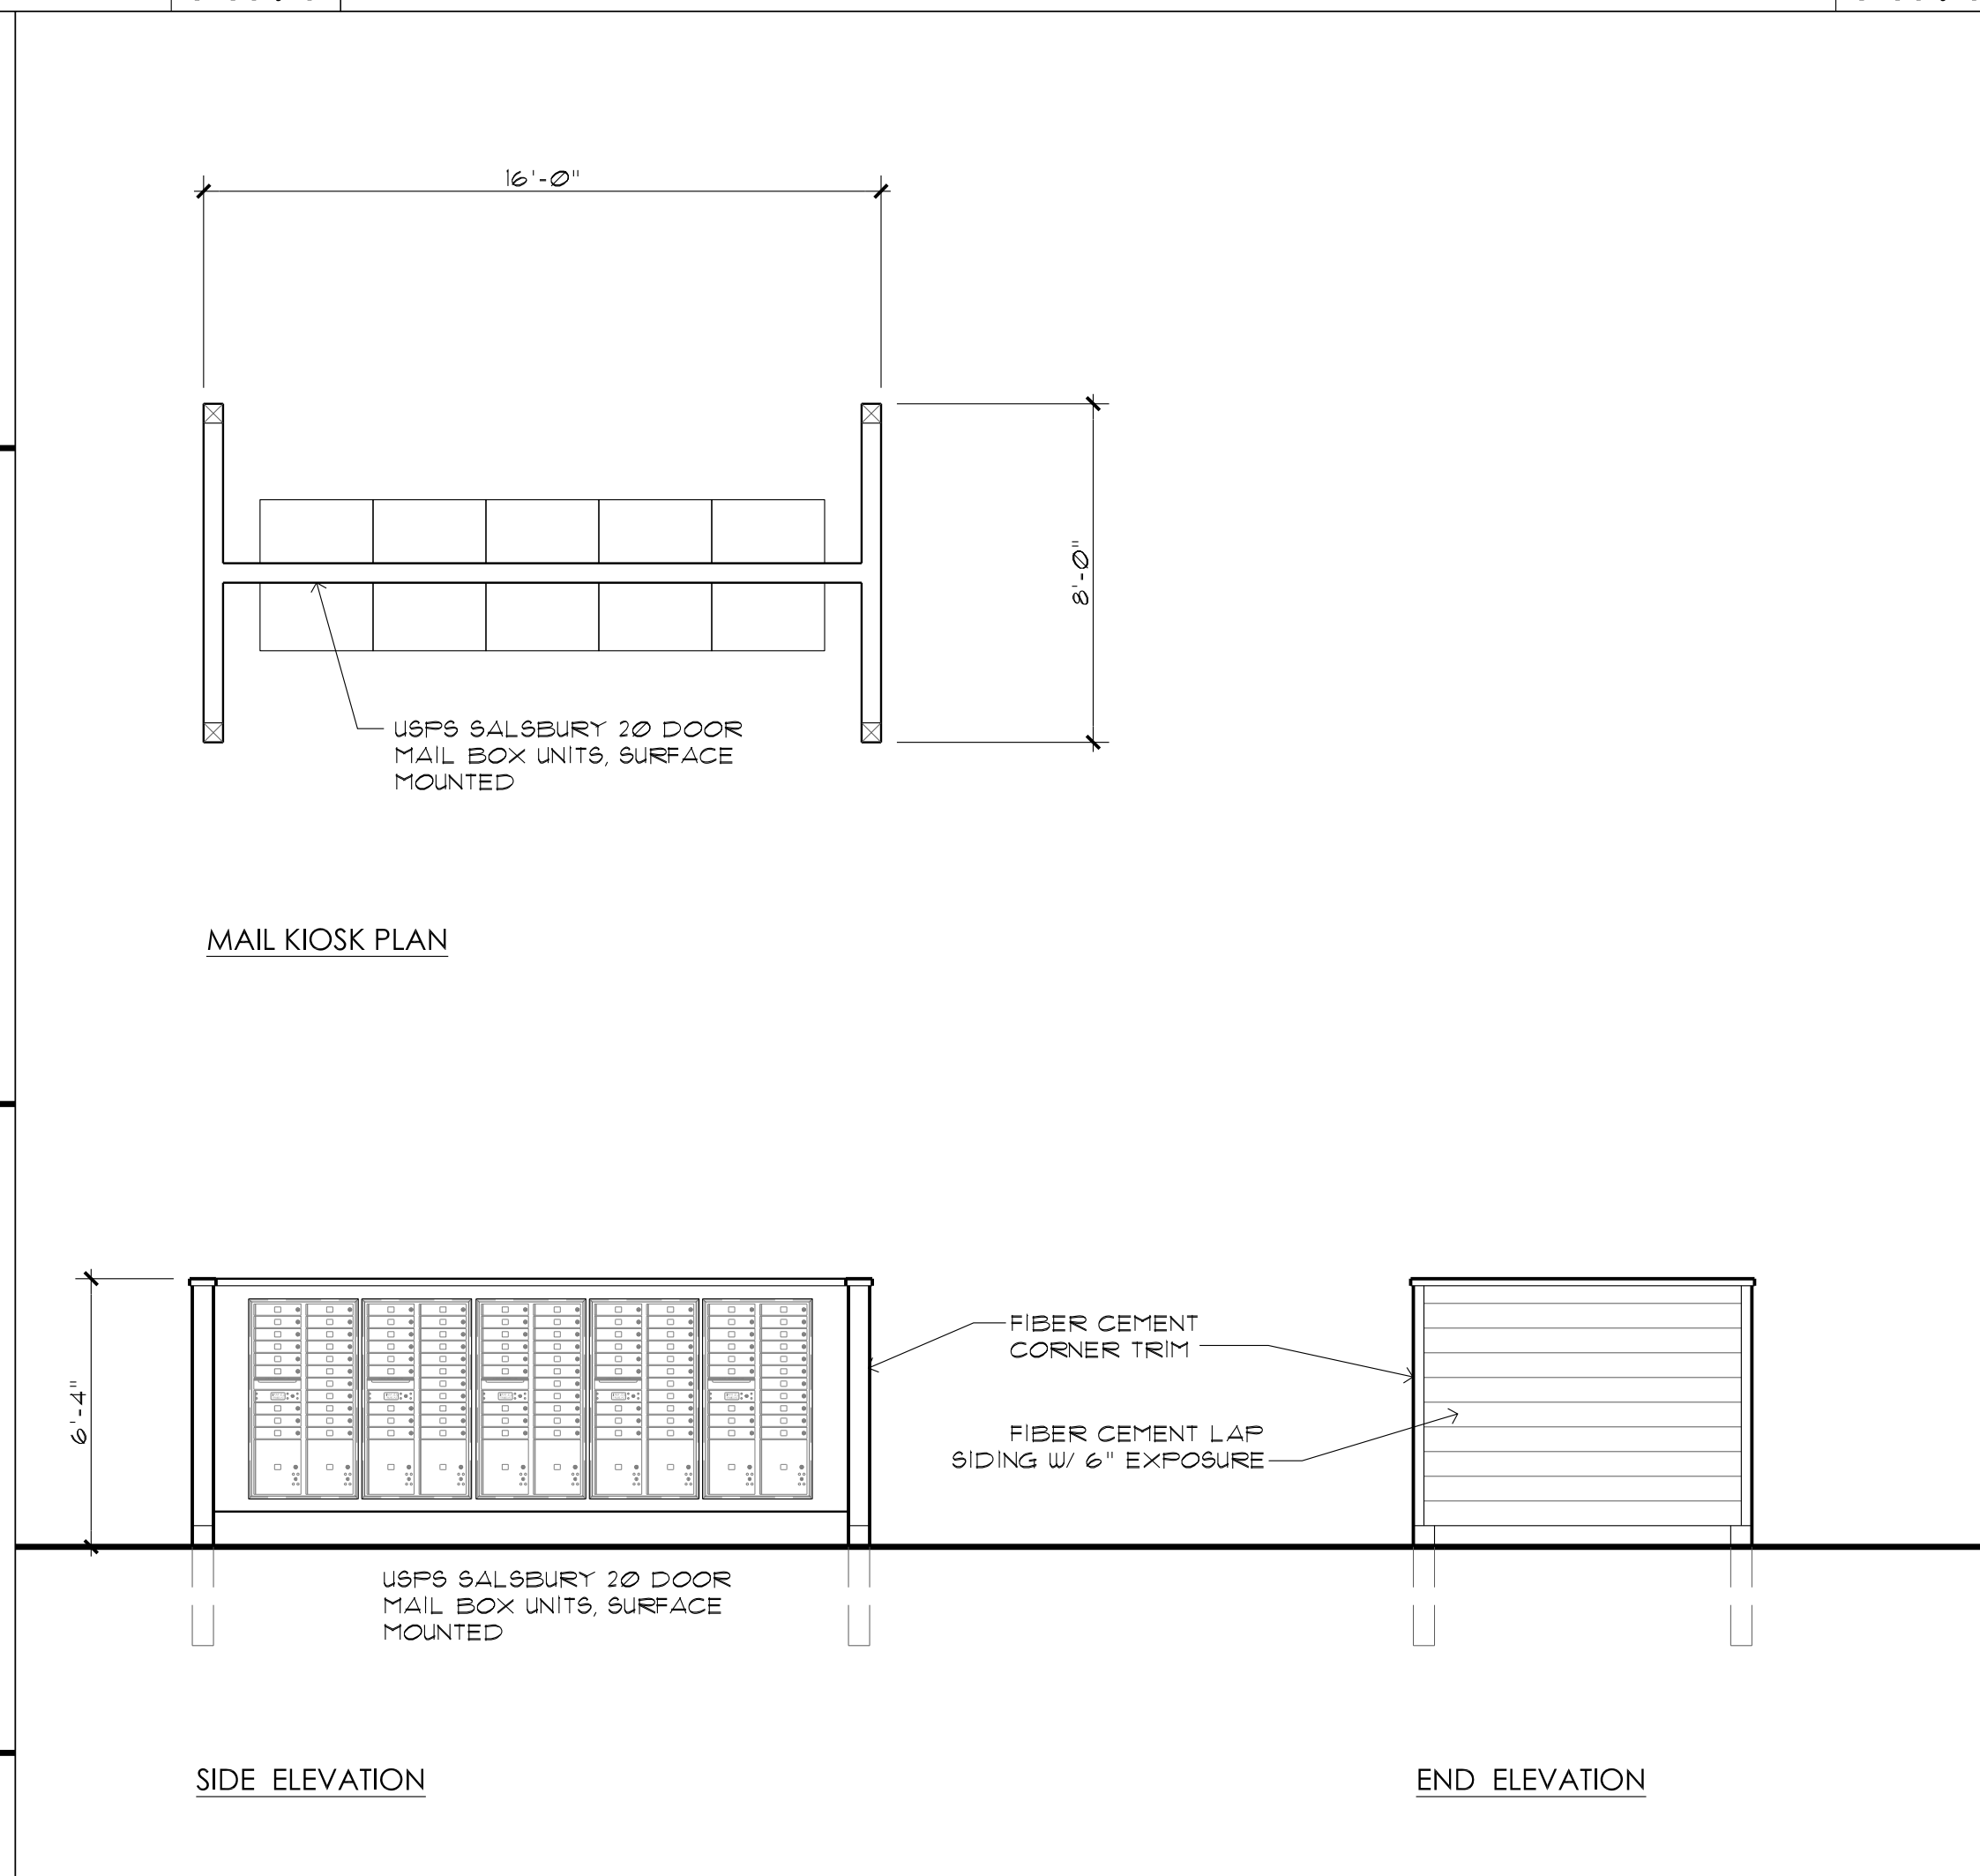 16'-0"
8'-0"
USPS SALSBURY 20 DOOR
MAIL BOX UNITS, SURFACE
MOUNTED
MAIL KIOSK PLAN
6'-4"
FIBER CEMENT
CORNER TRIM
FIBER CEMENT LAP
SIDING W/ 6" EXPOSURE
USPS SALSBURY 20 DOOR
MAIL BOX UNITS, SURFACE
MOUNTED
SIDE ELEVATION
END ELEVATION